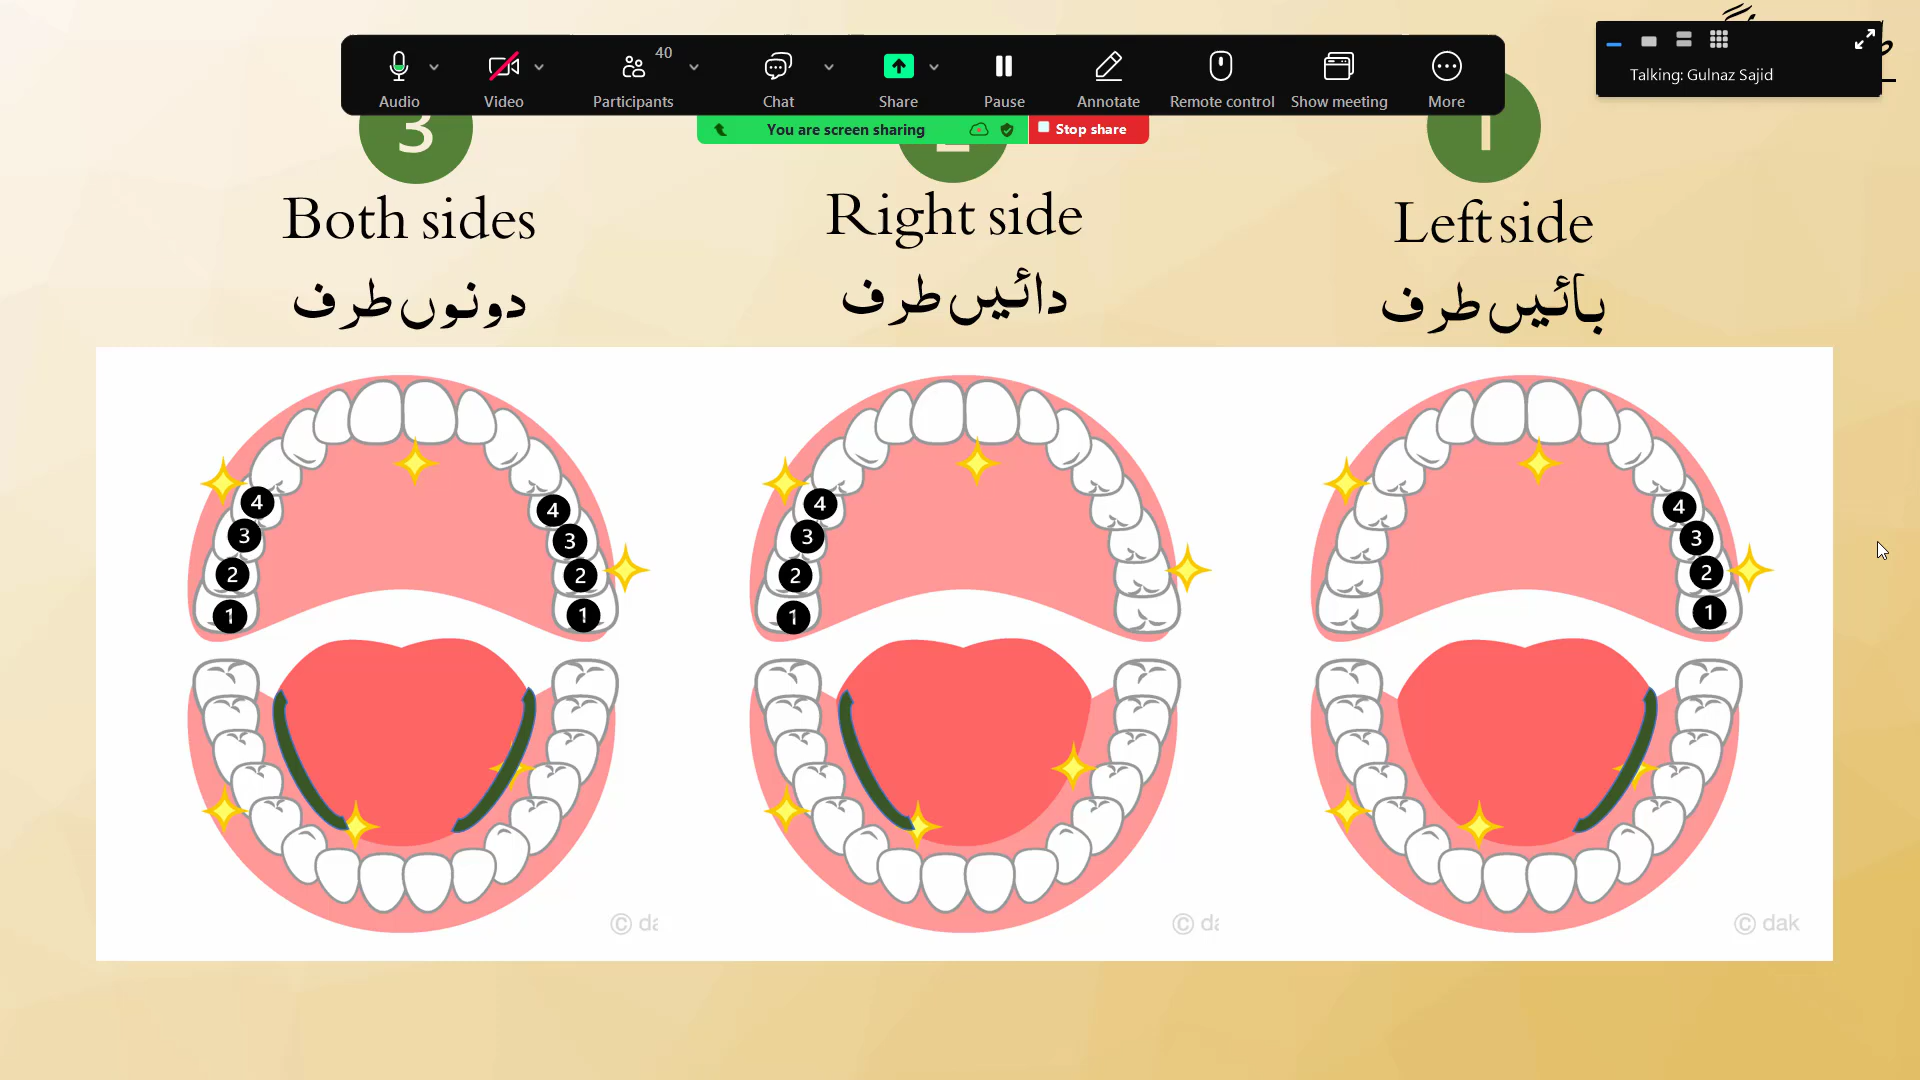 40
Audio
Video
Participants
Chat
Share
Pause
Annotate
Remote control
Show meeting
More
Talking: Gulnaz Sajid
You are screen sharing
Stop share
3
1
Both sides
Right side
Left side
دونوں طرف
دائیں طرف
بائیں طرف
4
4
3
3
2
2
1
1
4
3
2
1
4
3
2
1
© da
© da
© dak